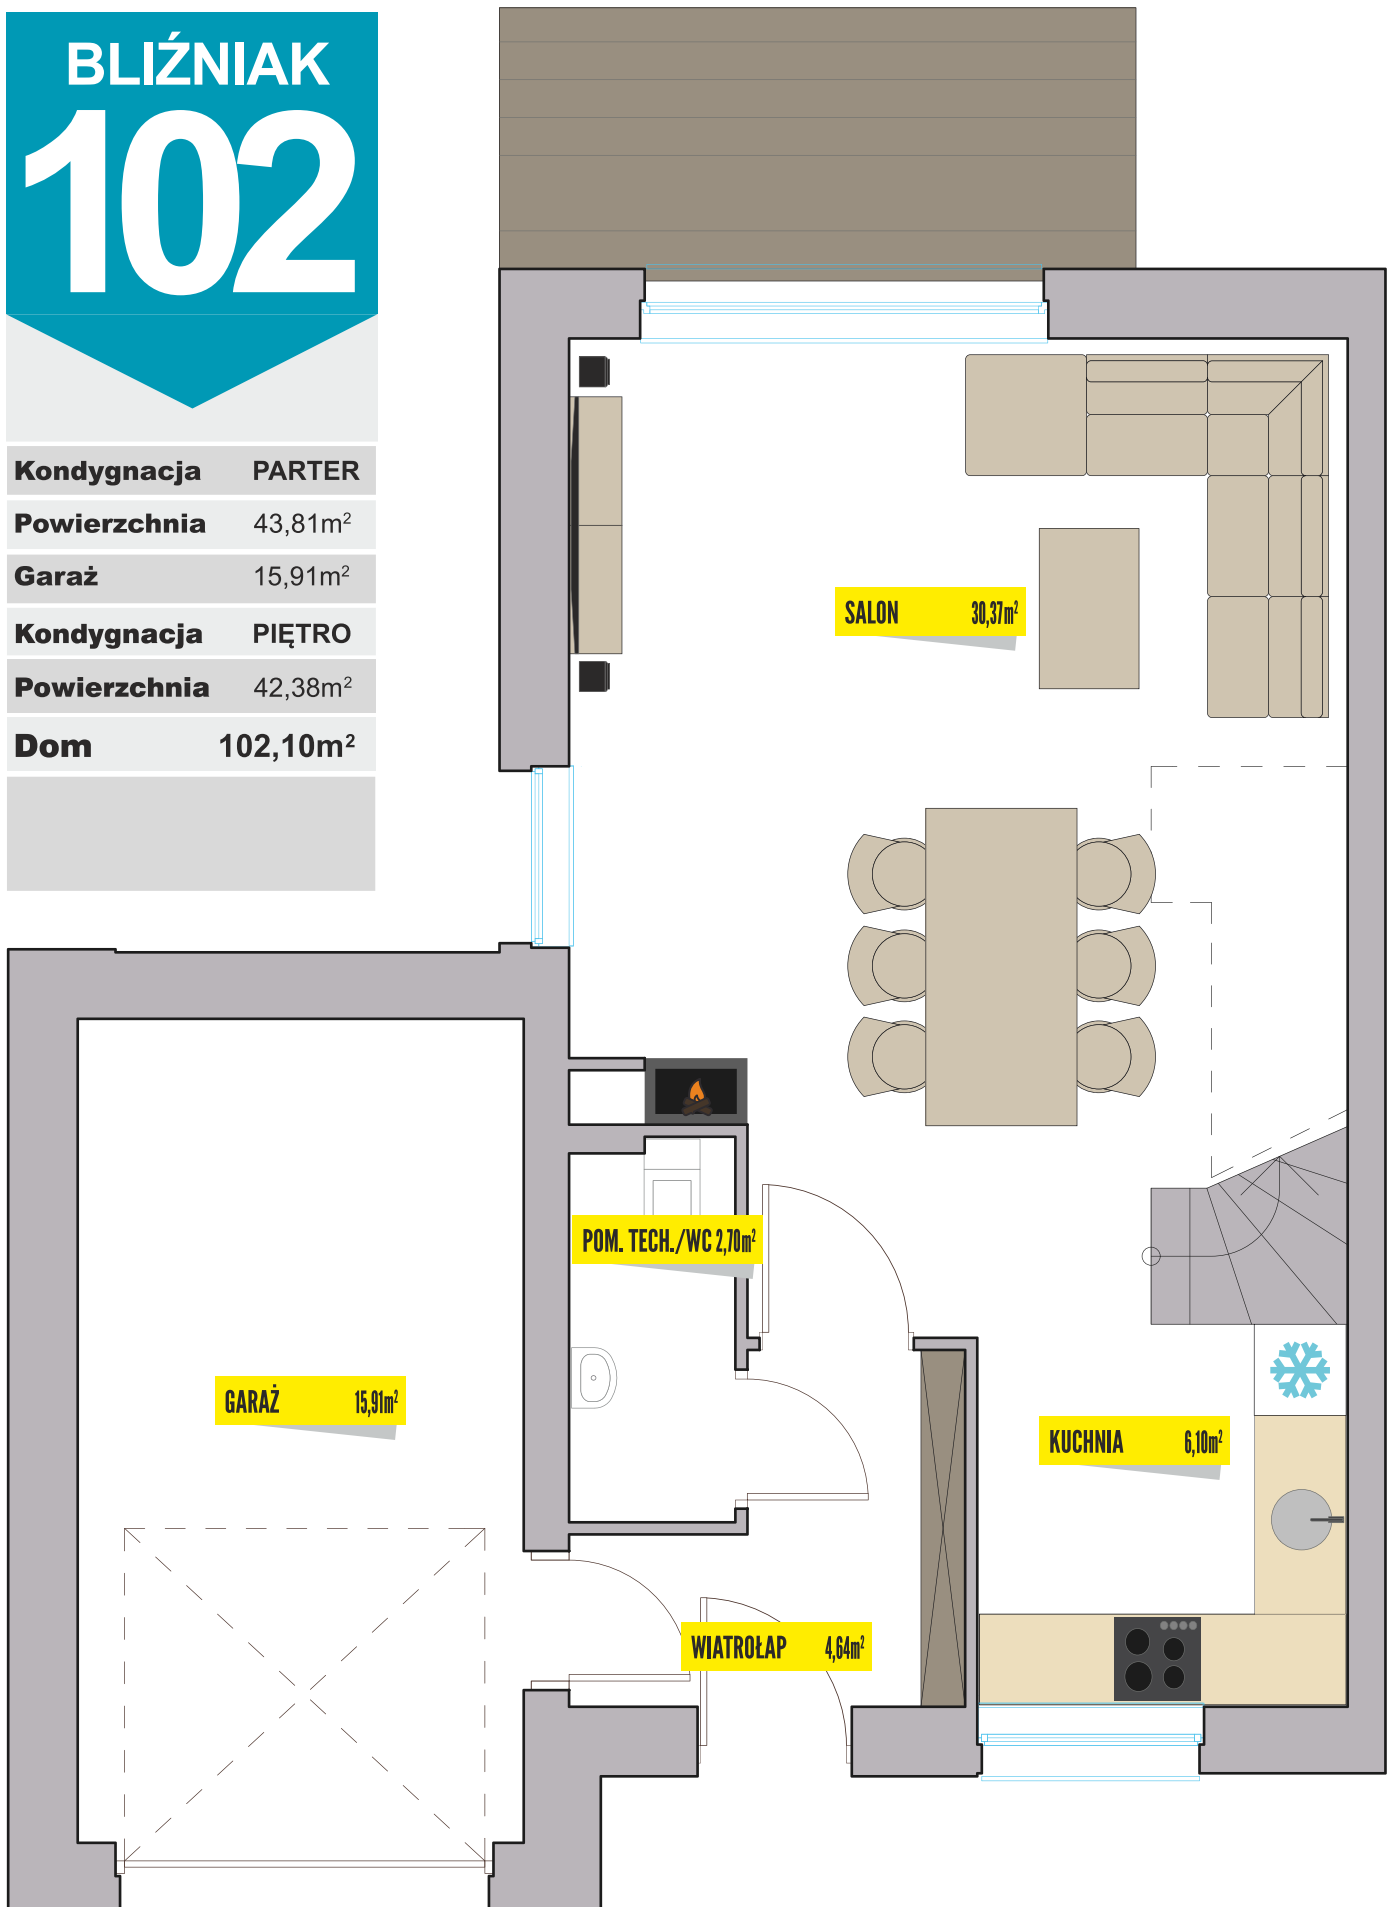 BLIŹNIAK
102
Kondygnacja PARTER
Powierzchnia 43,81m²
Garaż 15,91m²
Kondygnacja PIĘTRO
Powierzchnia 42,38m²
Dom 102,10m²
SALON 30,37m²
POM. TECH./WC 2,70m²
GARAŻ 15,91m²
KUCHNIA 6,10m²
WIATROŁAP 4,64m²